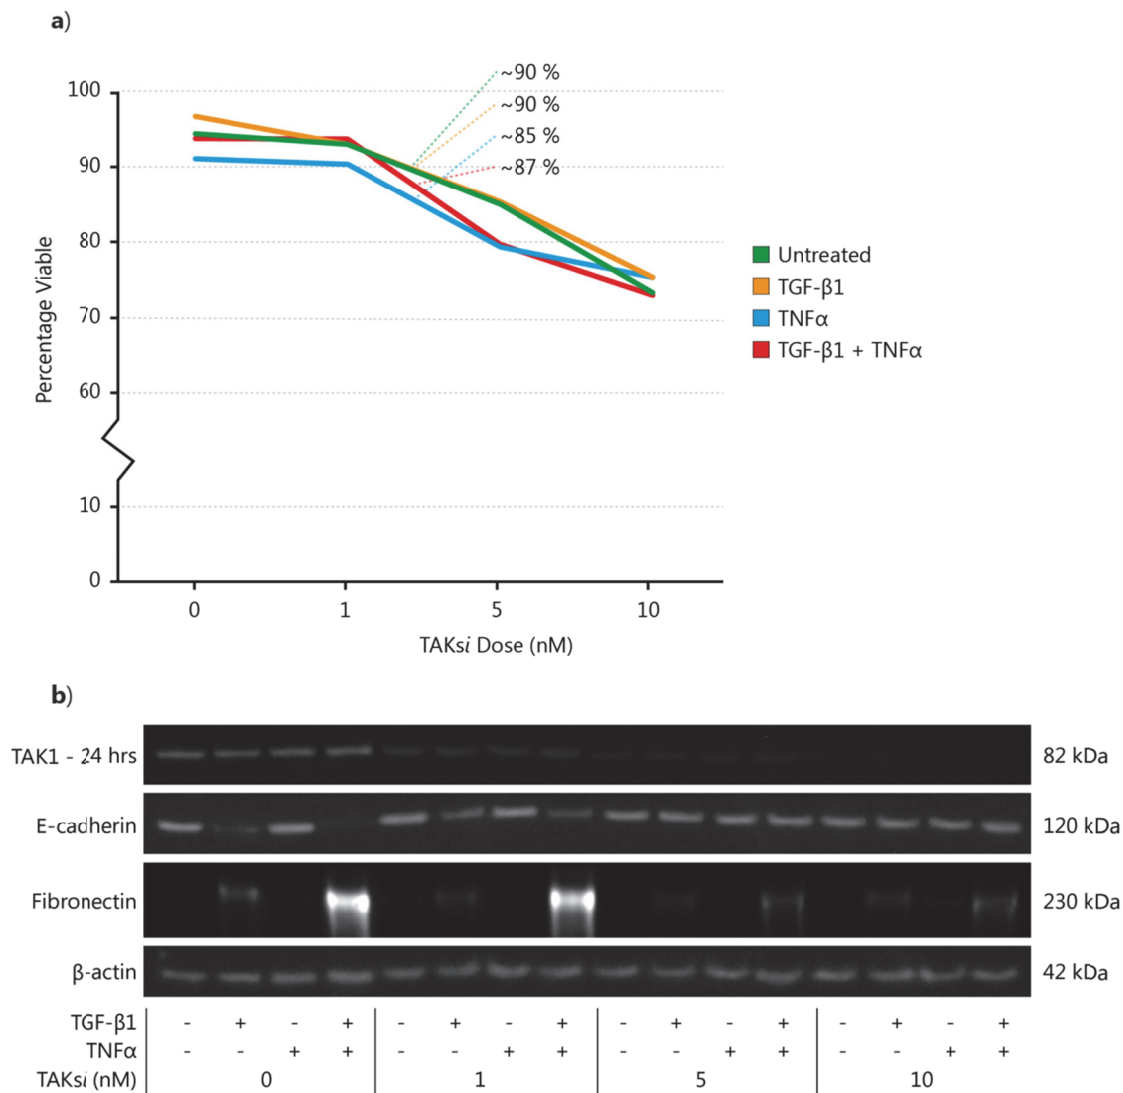 a)
100
90
80
70
60
10
0
Percentage Viable
~90 %
~90 %
~85 %
~87 %
Untreated
TGF-β1
TNFα
TGF-β1 + TNFα
0 1 5 10
TAKsi Dose (nM)
b)
TAK1 - 24 hrs 82 kDa
E-cadherin 120 kDa
Fibronectin 230 kDa
β-actin 42 kDa
TGF-β1 - + - + - + - + - + - + - + - +
TNFα - - + + - - + + - - + + - - + +
TAKsi (nM) 0 1 5 10